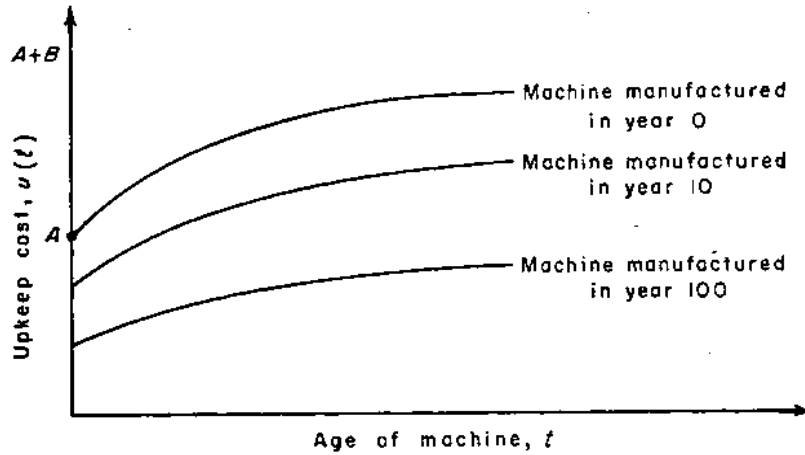 A+B
Machine manufactured
in year 0
Machine manufactured
in year 10
A
Machine manufactured
in year 100
Upkeep cost, u(t)
Age of machine, t